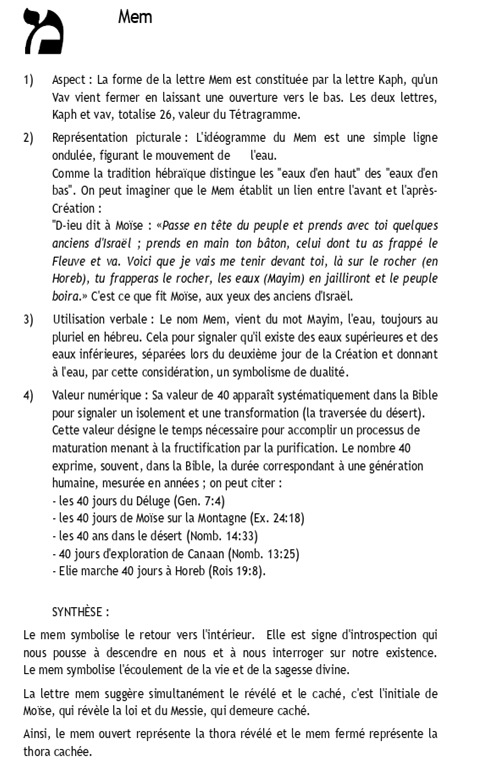 מ Mem
1) Aspect : La forme de la lettre Mem est constituée par la lettre Kaph, qu'un
Vav vient fermer en laissant une ouverture vers le bas. Les deux lettres,
Kaph et vav, totalise 26, valeur du Tétragramme.
2) Représentation picturale : L'idéogramme du Mem est une simple ligne
ondulée, figurant le mouvement de l'eau.
Comme la tradition hébraïque distingue les "eaux d'en haut" des "eaux d'en
bas". On peut imaginer que le Mem établit un lien entre l'avant et l'après-
Création :
"D-ieu dit à Moïse : «Passe en tête du peuple et prends avec toi quelques
anciens d'Israël ; prends en main ton bâton, celui dont tu as frappé le
Fleuve et va. Voici que je vais me tenir devant toi, là sur le rocher (en
Horeb), tu frapperas le rocher, les eaux (Mayim) en jailliront et le peuple
boira.» C'est ce que fit Moïse, aux yeux des anciens d'Israël.
3) Utilisation verbale : Le nom Mem, vient du mot Mayim, l'eau, toujours au
pluriel en hébreu. Cela pour signaler qu'il existe des eaux supérieures et des
eaux inférieures, séparées lors du deuxième jour de la Création et donnant
à l'eau, par cette considération, un symbolisme de dualité.
4) Valeur numérique : Sa valeur de 40 apparaît systématiquement dans la Bible
pour signaler un isolement et une transformation (la traversée du désert).
Cette valeur désigne le temps nécessaire pour accomplir un processus de
maturation menant à la fructification par la purification. Le nombre 40
exprime, souvent, dans la Bible, la durée correspondant à une génération
humaine, mesurée en années ; on peut citer :
- les 40 jours du Déluge (Gen. 7:4)
- les 40 jours de Moïse sur la Montagne (Ex. 24:18)
- les 40 ans dans le désert (Nomb. 14:33)
- 40 jours d'exploration de Canaan (Nomb. 13:25)
- Elie marche 40 jours à Horeb (Rois 19:8).
SYNTHÈSE :
Le mem symbolise le retour vers l'intérieur. Elle est signe d'introspection qui
nous pousse à descendre en nous et à nous interroger sur notre existence.
Le mem symbolise l'écoulement de la vie et de la sagesse divine.
La lettre mem suggère simultanément le révélé et le caché, c'est l'initiale de
Moïse, qui révèle la loi et du Messie, qui demeure caché.
Ainsi, le mem ouvert représente la thora révélé et le mem fermé représente la
thora cachée.